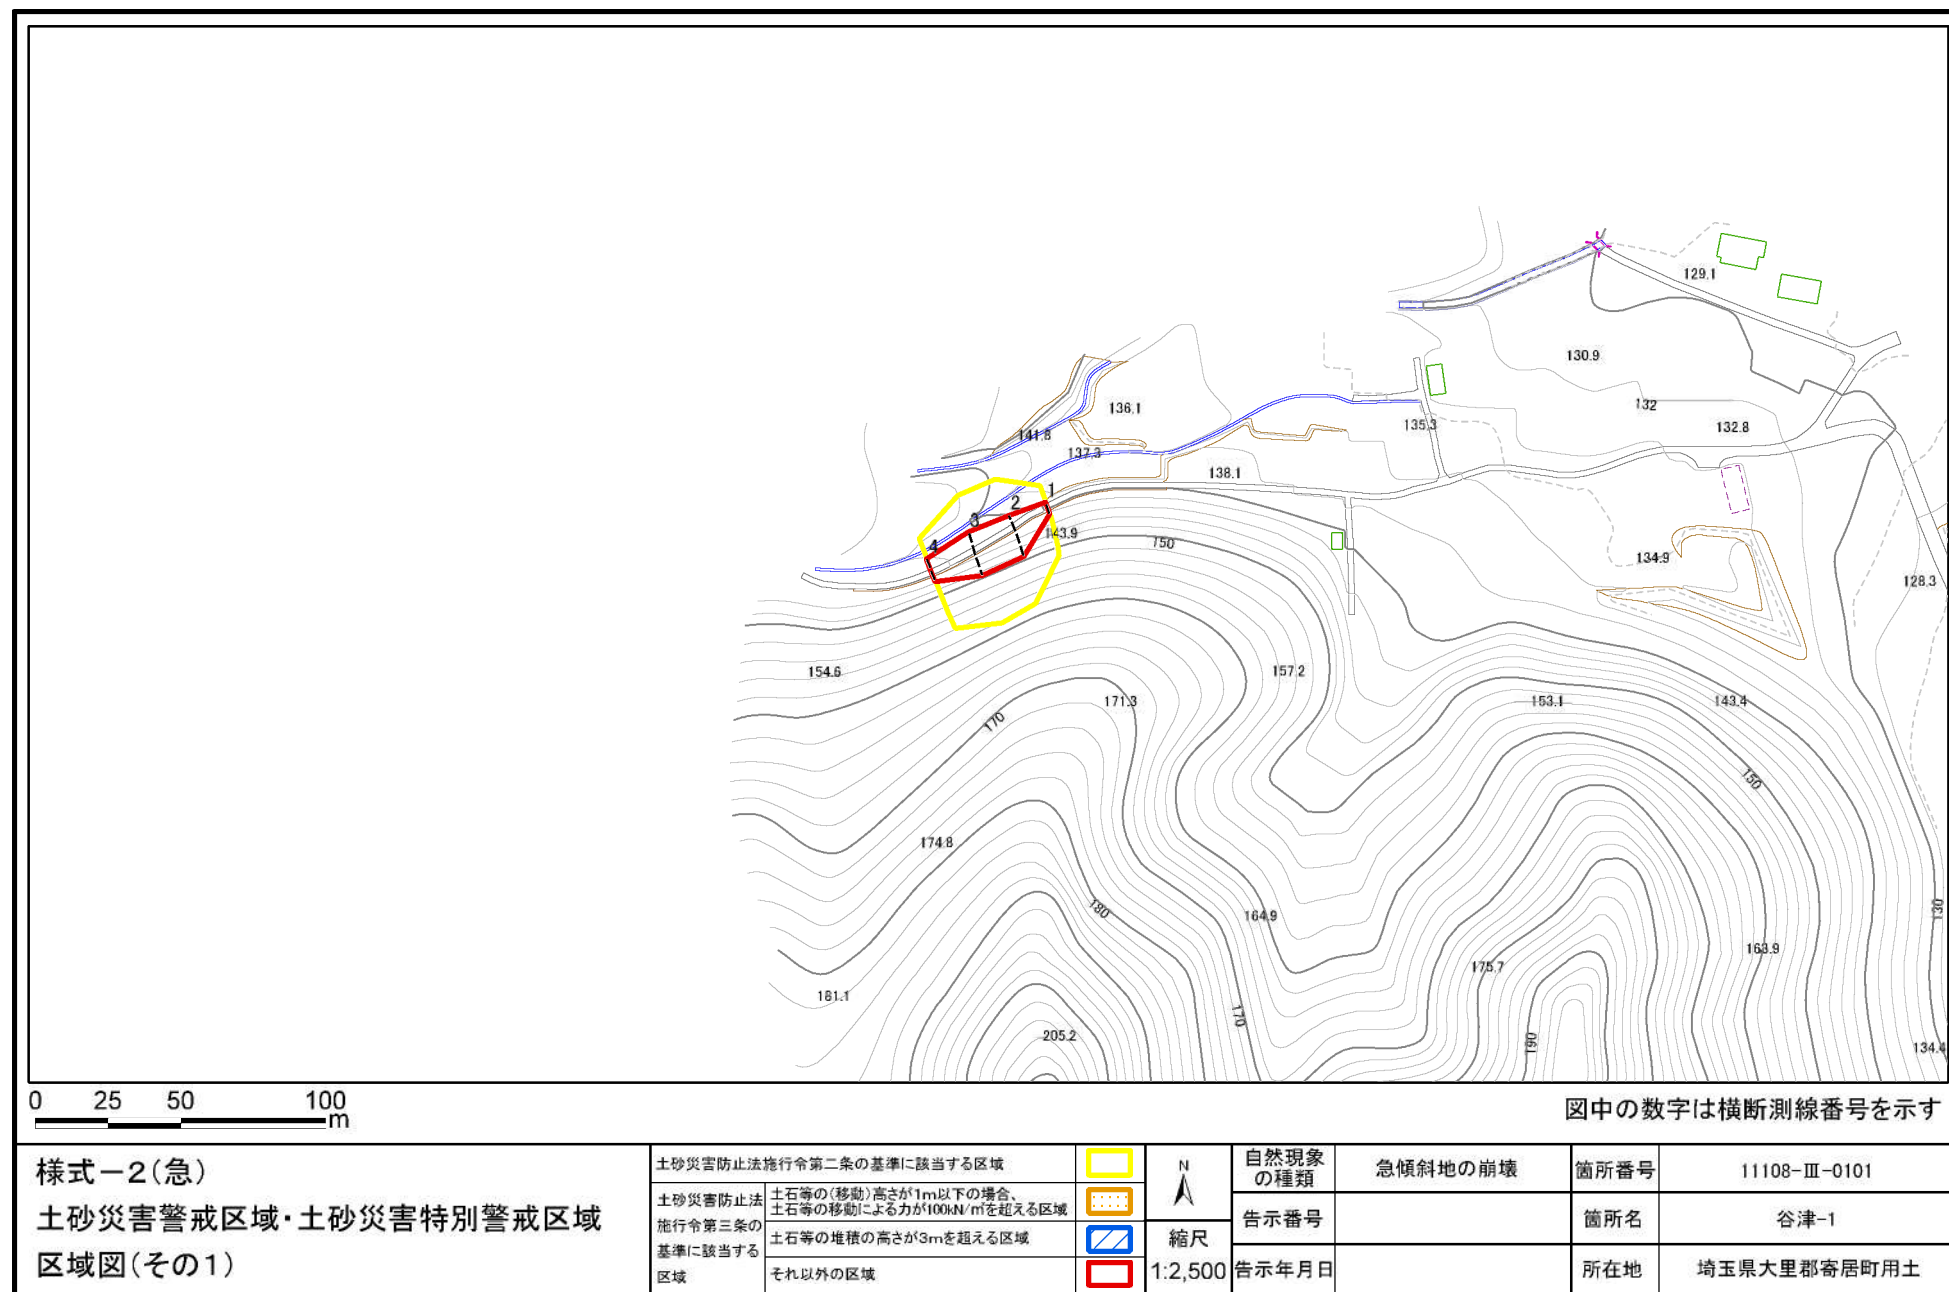 129.1
130.9
132
132.8
136.1
141.8
137.3
135.3
138.1
1
2
3
4
143.9
150
134.9
128.3
154.6
157.2
171.3
170
153.1
143.4
150
174.8
180
164.9
130
163.9
175.7
181.1
170
190
205.2
134.4
0 25 50 100
m
図中の数字は横断測線番号を示す
様式－2(急)
土砂災害警戒区域・土砂災害特別警戒区域
区域図(その1)
土砂災害防止法施行令第二条の基準に該当する区域
土砂災害防止法
施行令第三条の
基準に該当する
区域
土石等の(移動)高さが1m以下の場合、
土石等の移動による力が100kN/㎡を超える区域
土石等の堆積の高さが3mを超える区域
それ以外の区域
N
縮尺
1:2,500
自然現象
の種類
急傾斜地の崩壊
箇所番号
11108-Ⅲ-0101
告示番号
箇所名
谷津-1
告示年月日
所在地
埼玉県大里郡寄居町用土